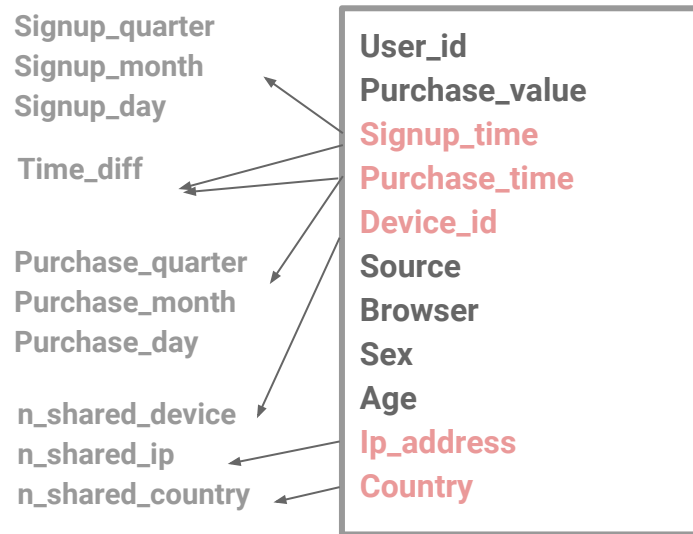 Signup_quarter
Signup_month
Signup_day
Time_diff
Purchase_quarter
Purchase_month
Purchase_day
n_shared_device
n_shared_ip
n_shared_country
User_id
Purchase_value
Signup_time
Purchase_time
Device_id
Source
Browser
Sex
Age
Ip_address
Country